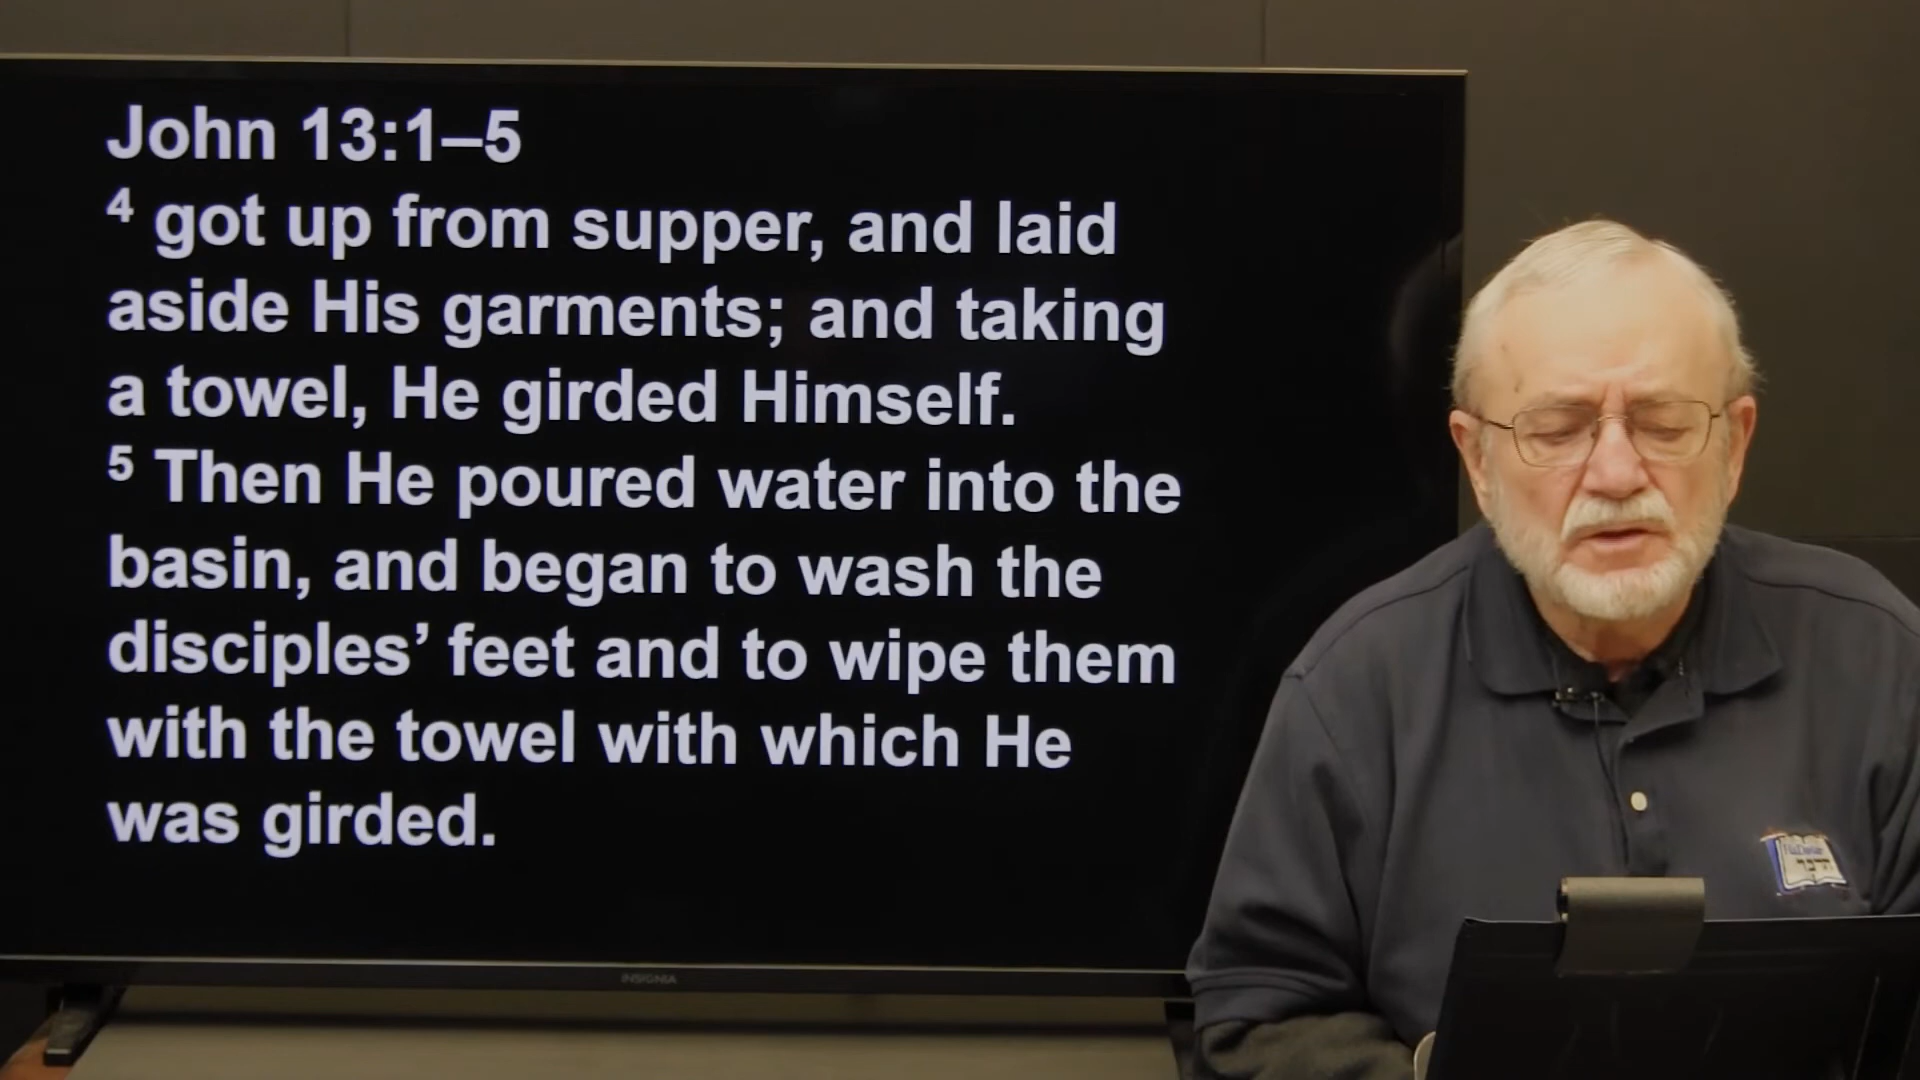 John 13:1–5
⁴ got up from supper, and laid
aside His garments; and taking
a towel, He girded Himself.
⁵ Then He poured water into the
basin, and began to wash the
disciples’ feet and to wipe them
with the towel with which He
was girded.
INSIGNIA